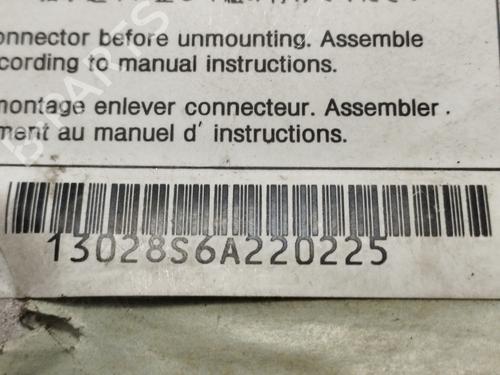 onnector before unmounting. Assemble
cording to manual instructions.
montage enlever connecteur. Assembler .
ment au manuel d' instructions.
13028S6A220225